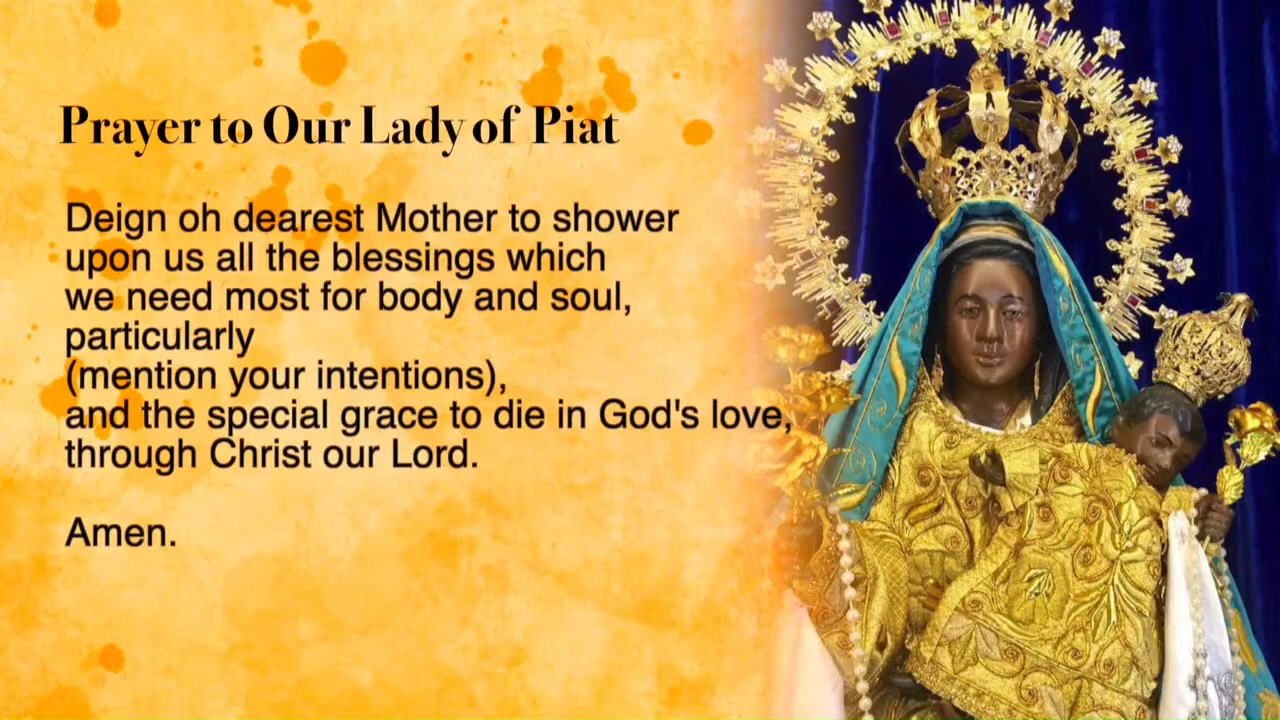 Prayer to Our Lady of Piat
Deign oh dearest Mother to shower
upon us all the blessings which
we need most for body and soul,
particularly
(mention your intentions),
and the special grace to die in God's love,
through Christ our Lord.
Amen.